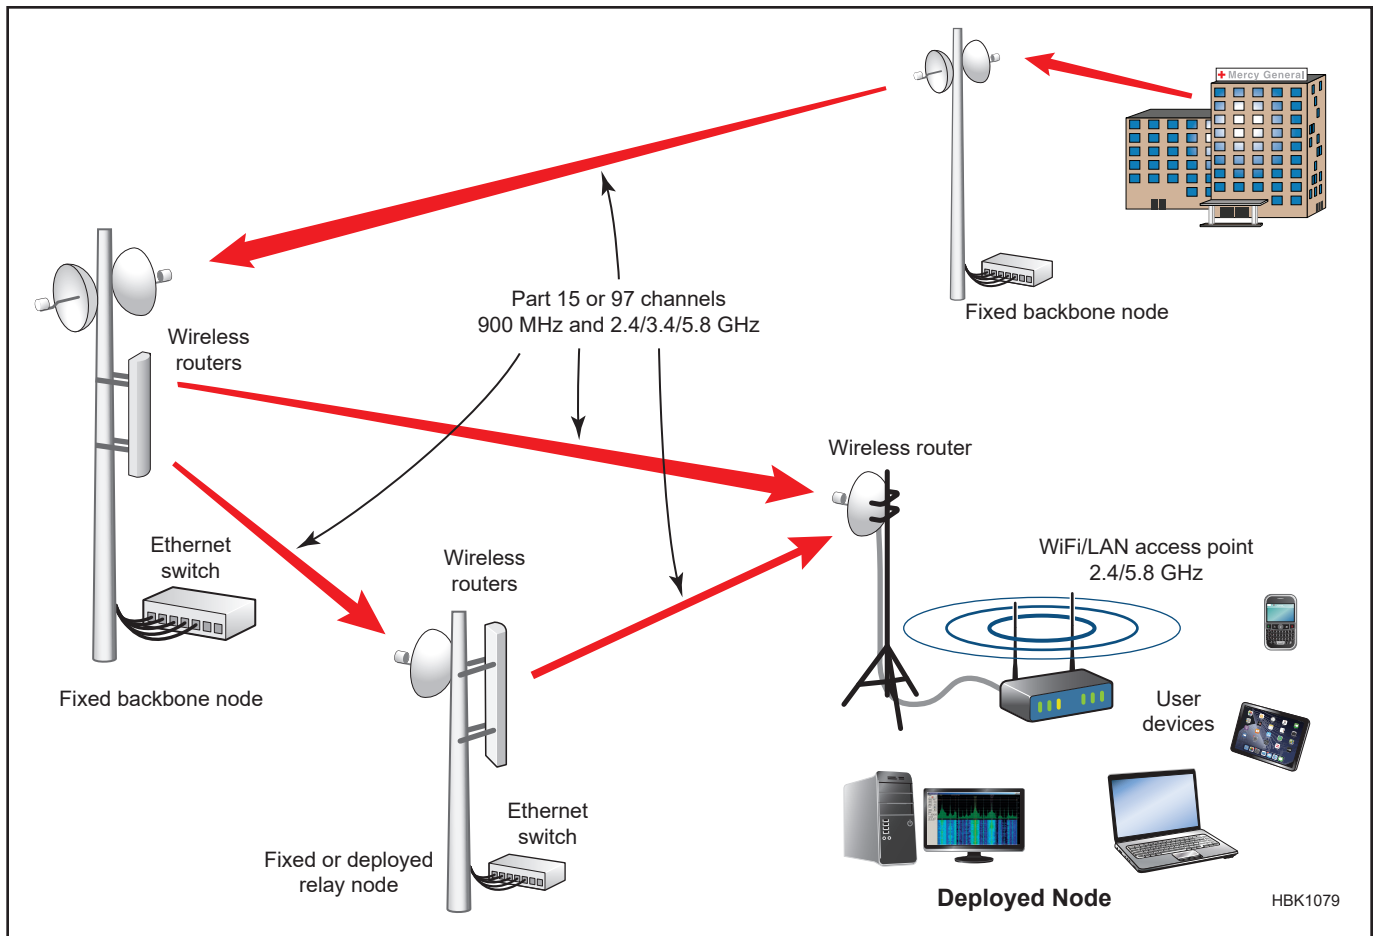 + Mercy General
Fixed backbone node
Part 15 or 97 channels
900 MHz and 2.4/3.4/5.8 GHz
Wireless
routers
Wireless router
Ethernet
switch
Wireless
routers
WiFi/LAN access point
2.4/5.8 GHz
Fixed backbone node
User
devices
Ethernet
switch
Fixed or deployed
relay node
Deployed Node
HBK1079